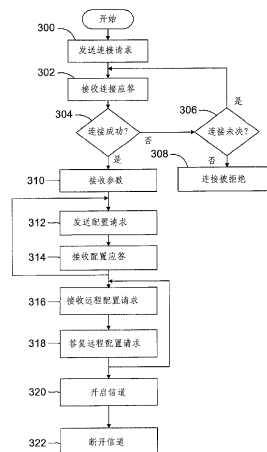 开始
300
发送连接请求
302
接收连接应答
304
连接成功?
306
连接未决?
是
否
是
否
308
连接被拒绝
310
接收参数
312
发送配置请求
314
接收配置应答
316
接收远程配置请求
318
答复远程配置请求
320
开启信道
322
断开信道